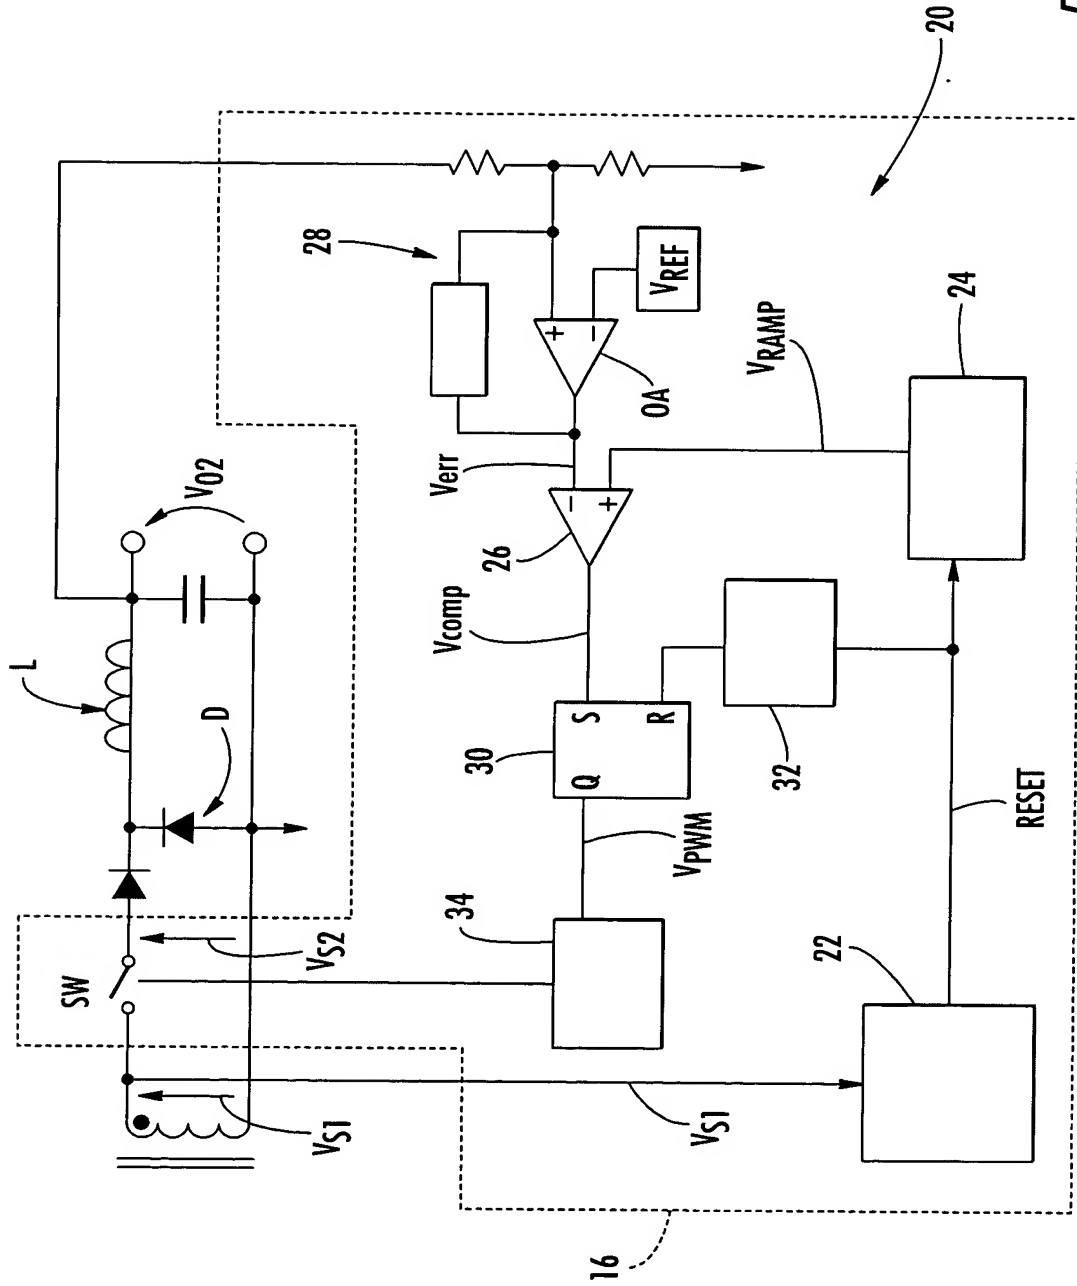 L
D
V02
SW
VS2
VS1
VS1
16
34
VPWM
30
Q
S
R
Vcomp
26
Verr
−
+
28
+
−
VREF
OA
VRAMP
32
22
RESET
24
20